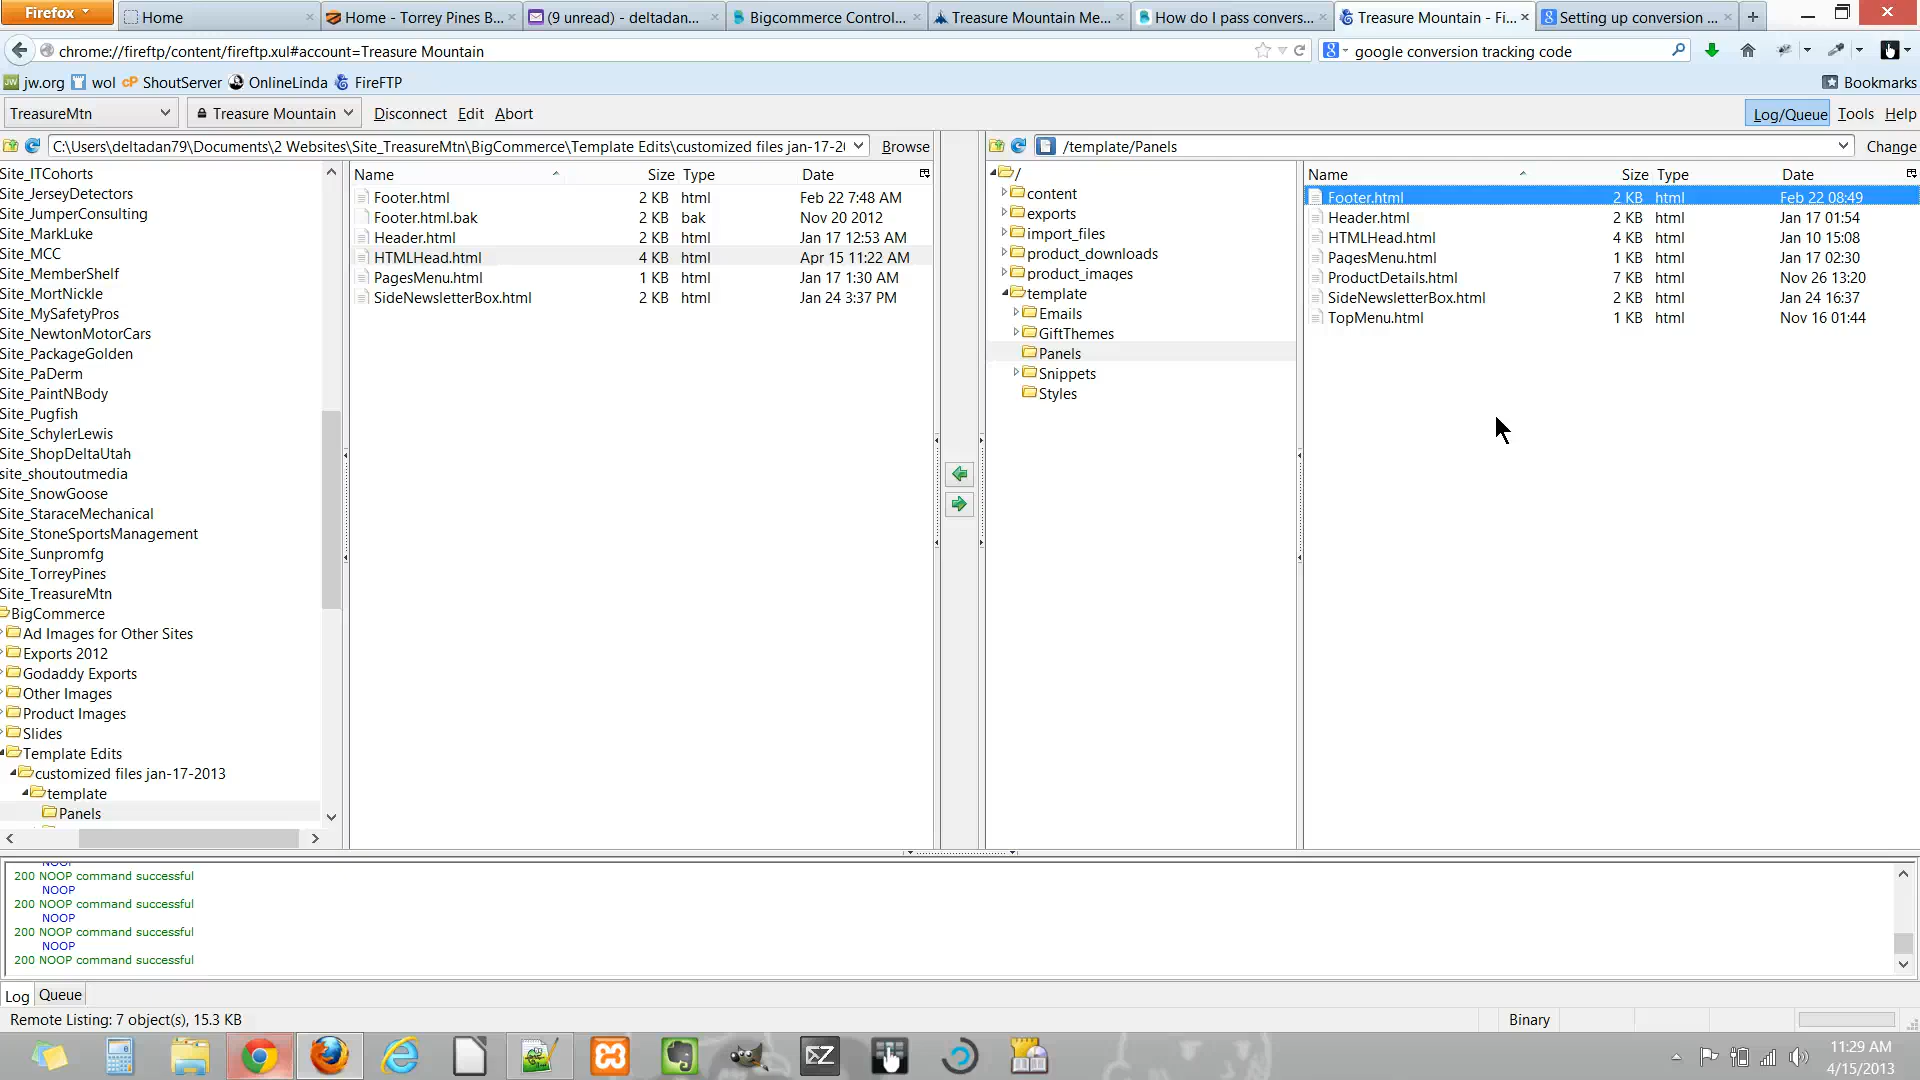 Firefox
Home
Home - Torrey Pines B...
(9 unread) - deltadan...
Bigcommerce Control...
Treasure Mountain Me...
How do I pass convers...
Treasure Mountain - Fi...
Setting up conversion ...
chrome://fireftp/content/fireftp.xul#account=Treasure Mountain
google conversion tracking code
jw.org
wol
ShoutServer
OnlineLinda
FireFTP
Bookmarks
TreasureMtn
Treasure Mountain
Disconnect
Edit
Abort
Log/Queue
Tools
Help
C:\Users\deltadan79\Documents\2 Websites\Site_TreasureMtn\BigCommerce\Template Edits\customized files jan-17-2
Browse
/template/Panels
Change
Site_ITCohorts
Site_JerseyDetectors
Site_JumperConsulting
Site_MarkLuke
Site_MCC
Site_MemberShelf
Site_MortNickle
Site_MySafetyPros
Site_NewtonMotorCars
Site_PackageGolden
Site_PaDerm
Site_PaintNBody
Site_Pugfish
Site_SchylerLewis
Site_ShopDeltaUtah
site_shoutoutmedia
Site_SnowGoose
Site_StaraceMechanical
Site_StoneSportsManagement
Site_Sunpromfg
Site_TorreyPines
Site_TreasureMtn
BigCommerce
Ad Images for Other Sites
Exports 2012
Godaddy Exports
Other Images
Product Images
Slides
Template Edits
customized files jan-17-2013
template
Panels
Name Size Type Date
Footer.html 2 KB html Feb 22 7:48 AM
Footer.html.bak 2 KB bak Nov 20 2012
Header.html 2 KB html Jan 17 12:53 AM
HTMLHead.html 4 KB html Apr 15 11:22 AM
PagesMenu.html 1 KB html Jan 17 1:30 AM
SideNewsletterBox.html 2 KB html Jan 24 3:37 PM
/
content
exports
import_files
product_downloads
product_images
template
Emails
GiftThemes
Panels
Snippets
Styles
Name Size Type Date
Footer.html 2 KB html Feb 22 08:49
Header.html 2 KB html Jan 17 01:54
HTMLHead.html 4 KB html Jan 10 15:08
PagesMenu.html 1 KB html Jan 17 02:30
ProductDetails.html 7 KB html Nov 26 13:20
SideNewsletterBox.html 2 KB html Jan 24 16:37
TopMenu.html 1 KB html Nov 16 01:44
NOOP
200 NOOP command successful
NOOP
200 NOOP command successful
NOOP
200 NOOP command successful
NOOP
200 NOOP command successful
Log
Queue
Remote Listing: 7 object(s), 15.3 KB
Binary
11:29 AM
4/15/2013